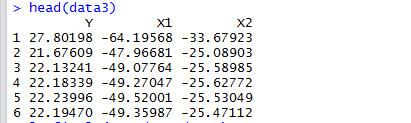 > head(data3)
Y X1 X2
1 27.80198 -64.19568 -33.67923
2 21.67609 -47.96681 -25.08903
3 22.13241 -49.07764 -25.58985
4 22.18339 -49.27047 -25.62772
5 22.23996 -49.52001 -25.53049
6 22.19470 -49.35987 -25.47112